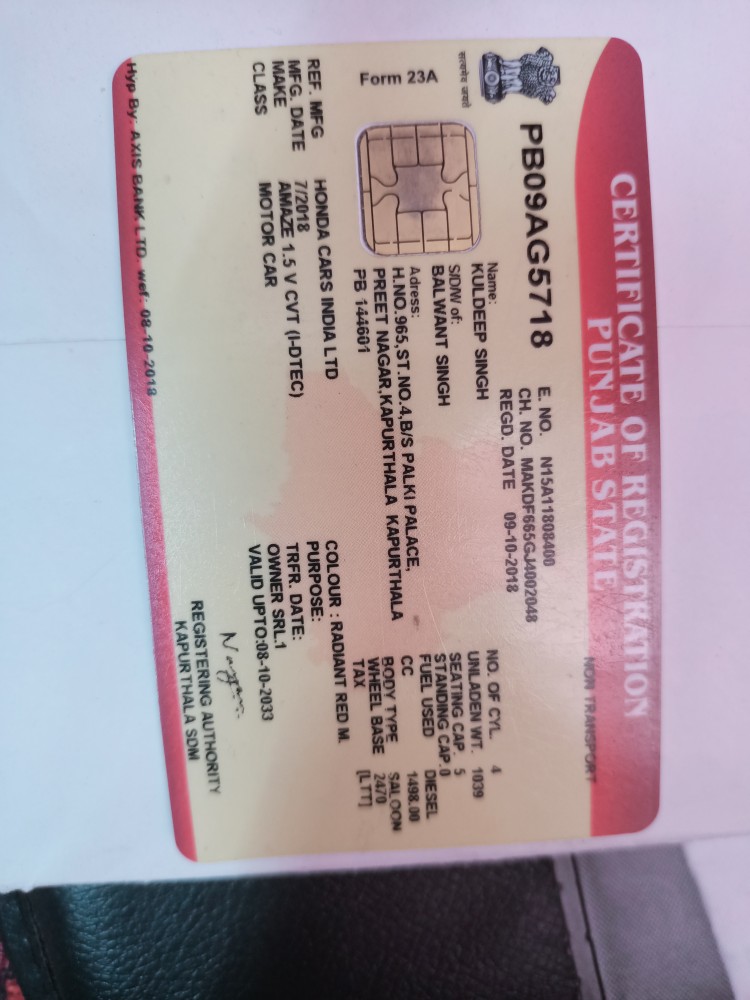 CERTIFICATE OF REGISTRATION
PUNJAB STATE
NON TRANSPORT
सत्यमेव जयते
Form 23A
PB09AG5718
E. NO. N15A11808400
CH. NO. MAKDF665GJ4002048
REGD. DATE 09-10-2018
Name:
KULDEEP SINGH
S/D/W of:
BALWANT SINGH
Adress:
H.NO.965,ST.NO.4,B/S PALKI PALACE,
PREET NAGAR,KAPURTHALA KAPURTHALA
PB 144601
NO. OF CYL. 4
UNLADEN WT. 1039
SEATING CAP. 5
STANDING CAP. 0
FUEL USED DIESEL
CC 1498.00
BODY TYPE SALOON
WHEEL BASE 2470
TAX [LTT]
REF. MFG HONDA CARS INDIA LTD
MFG. DATE 7/2018
MAKE AMAZE 1.5 V CVT (I-DTEC)
CLASS MOTOR CAR
COLOUR : RADIANT RED M.
PURPOSE:
TRFR. DATE:
OWNER SRL.1
VALID UPTO:08-10-2033
REGISTERING AUTHORITY
KAPURTHALA SDM
Hyp By: AXIS BANK LTD. wef: 08-10-2018